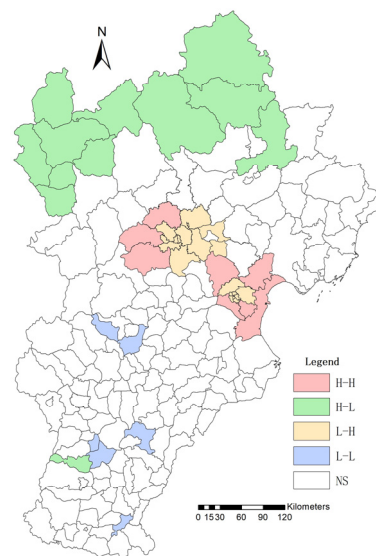 N
Legend
H-H
H-L
L-H
L-L
NS
Kilometers
0 15 30 60 90 120